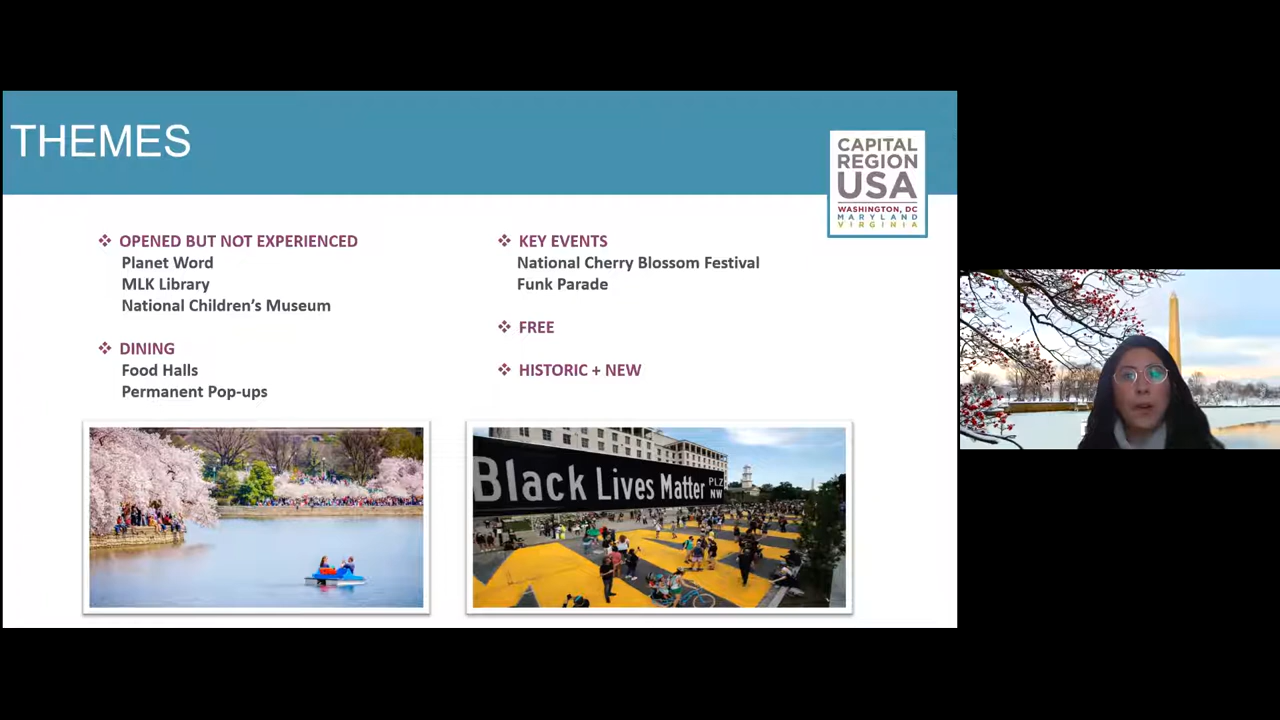 THEMES
CAPITAL
REGION
USA
WASHINGTON, DC
MARYLAND
VIRGINIA
❖ OPENED BUT NOT EXPERIENCED
Planet Word
MLK Library
National Children’s Museum
❖ DINING
Food Halls
Permanent Pop-ups
❖ KEY EVENTS
National Cherry Blossom Festival
Funk Parade
❖ FREE
❖ HISTORIC + NEW
Black Lives Matter PLZ
NW